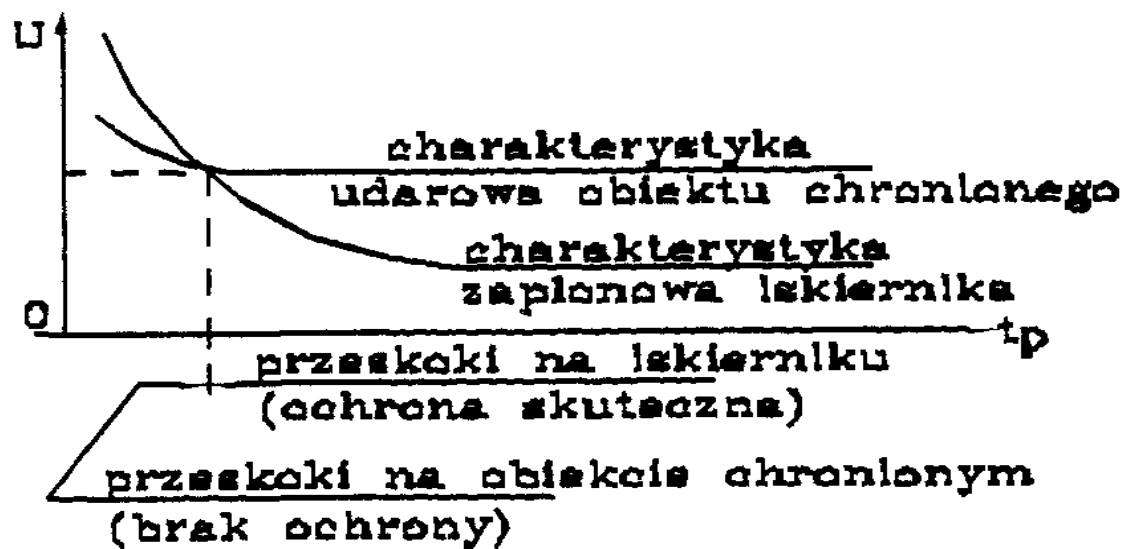 U
charakterystyka
udarowa obiektu chronionego
charakterystyka
zapłonowa iskiernika
0
tp
przeskoki na iskierniku
(ochrona skuteczna)
przeskoki na obiekcie chronionym
(brak ochrony)